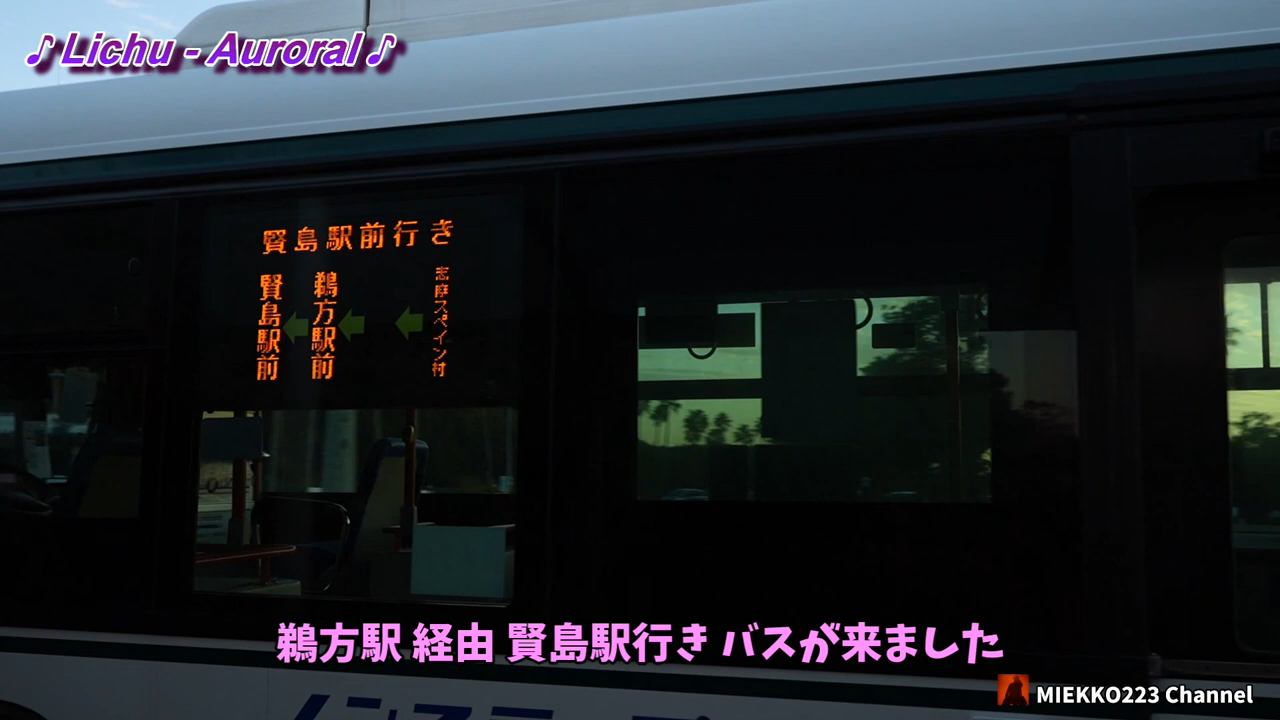 ♪ Lichu - Auroral ♪
賢島駅前行き
志摩スペイン村
鵜方駅前
賢島駅前
鵜方駅 経由 賢島駅行き バスが来ました
MIEKKO223 Channel